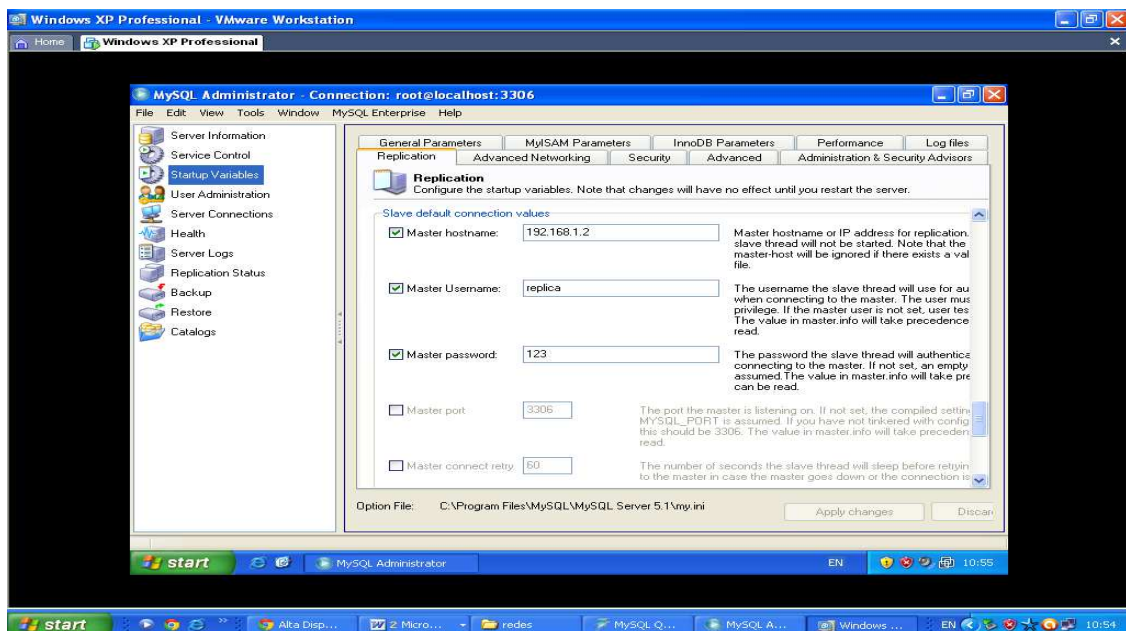 Windows XP Professional - VMware Workstation
Home Windows XP Professional
MySQL Administrator - Connection: root@localhost:3306
File Edit View Tools Window MySQL Enterprise Help
Server Information
Service Control
Startup Variables
User Administration
Server Connections
Health
Server Logs
Replication Status
Backup
Restore
Catalogs
General Parameters MyISAM Parameters InnoDB Parameters Performance Log files
Replication Advanced Networking Security Advanced Administration & Security Advisors
Replication
Configure the startup variables. Note that changes will have no effect until you restart the server.
Slave default connection values
Master hostname: 192.168.1.2
Master hostname or IP address for replication.
slave thread will not be started. Note that the
master-host will be ignored if there exists a val
file.
Master Username: replica
The username the slave thread will use for au
when connecting to the master. The user mus
privilege. If the master user is not set, user tes
The value in master.info will take precedence
read.
Master password: 123
The password the slave thread will authentica
connecting to the master. If not set, an empty
assumed.The value in master.info will take pre
can be read.
Master port 3306
The port the master is listening on. If not set, the compiled settin
MYSQL_PORT is assumed. If you have not tinkered with config
this should be 3306. The value in master.info will take preceden
read.
Master connect retry 60
The number of seconds the slave thread will sleep before retryin
to the master in case the master goes down or the connection is
Option File: C:\Program Files\MySQL\MySQL Server 5.1\my.ini
Apply changes Discar
start MySQL Administrator EN 10:55
start Alta Disp... 2 Micro... redes MySQL Q... MySQL A... Windows ... EN 10:54